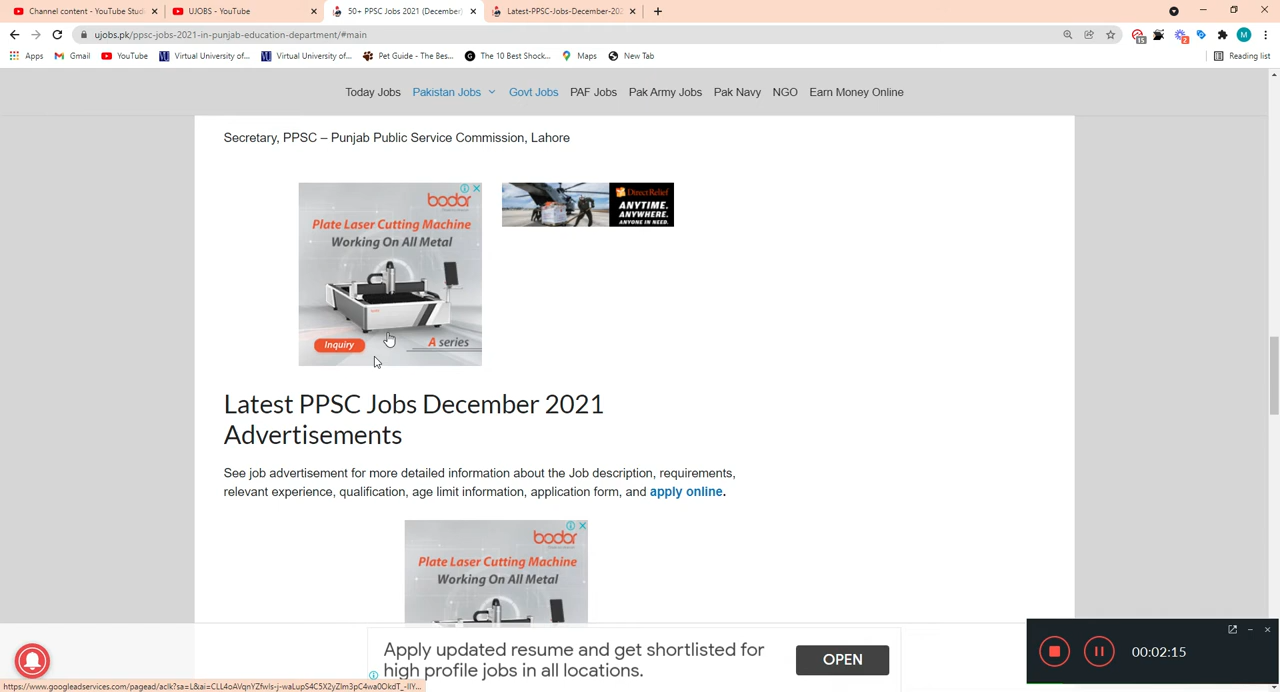 Channel content - YouTube Stud
UJOBS - YouTube
50+ PPSC Jobs 2021 (December)
Latest-PPSC-Jobs-December-202
ujobs.pk/ppsc-jobs-2021-in-punjab-education-department/#main
Apps
Gmail
YouTube
Virtual University of...
Virtual University of...
Pet Guide - The Bes...
The 10 Best Shock...
Maps
New Tab
Reading list
Today Jobs
Pakistan Jobs
Govt Jobs
PAF Jobs
Pak Army Jobs
Pak Navy
NGO
Earn Money Online
Secretary, PPSC – Punjab Public Service Commission, Lahore
bodor
Plate Laser Cutting Machine
Working On All Metal
Inquiry
A series
Direct Relief
ANYTIME.
ANYWHERE.
ANYONE IN NEED.
Latest PPSC Jobs December 2021
Advertisements
See job advertisement for more detailed information about the Job description, requirements,
relevant experience, qualification, age limit information, application form, and apply online.
bodor
Plate Laser Cutting Machine
Working On All Metal
Apply updated resume and get shortlisted for
high profile jobs in all locations.
OPEN
00:02:15